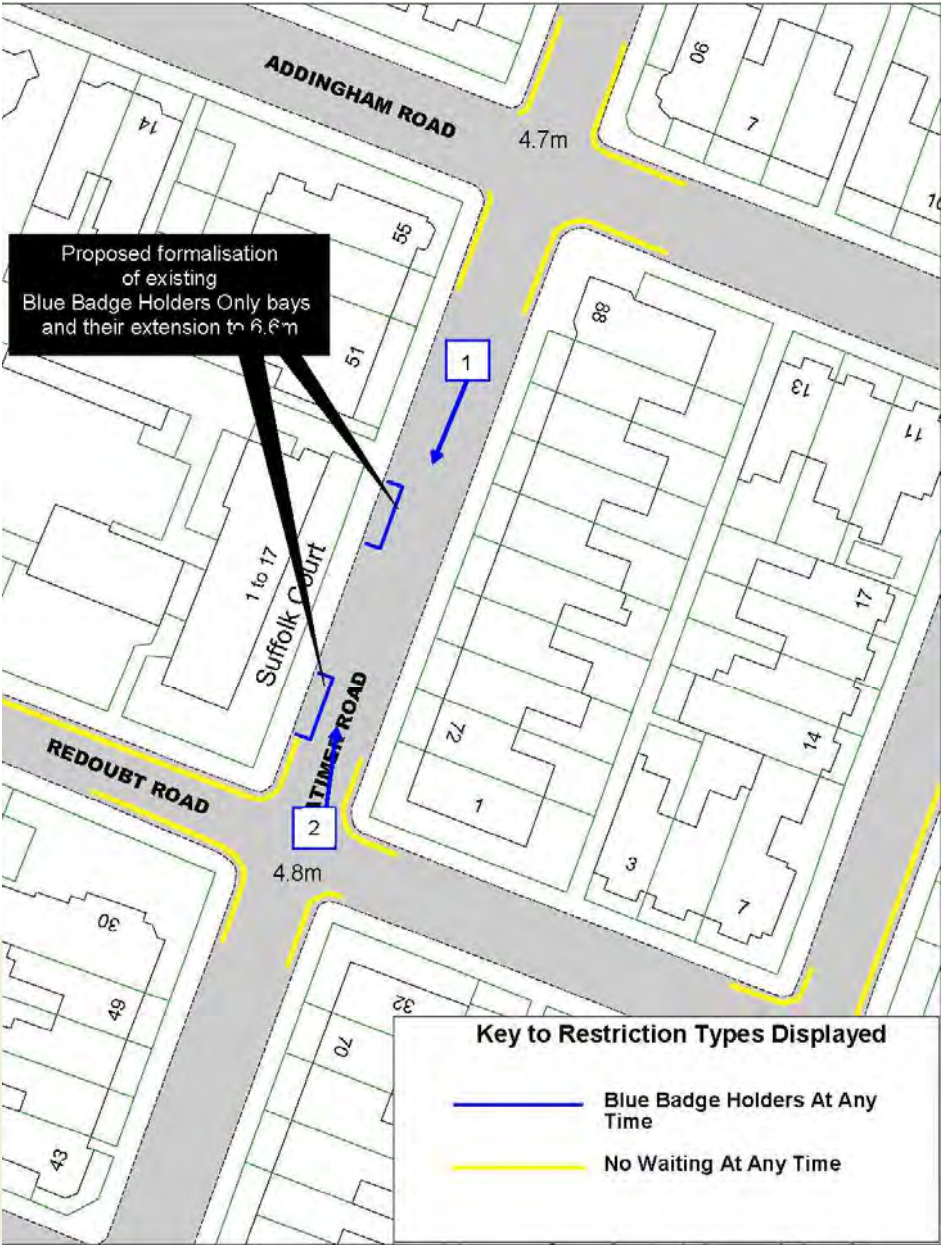 ADDINGHAM ROAD
90
14
4.7m
7
10
55
Proposed formalisation
of existing
Blue Badge Holders Only bays
and their extension to 6.6m
88
51
1
13
11
1 to 17
Suffolk Court
17
72
14
REDOUBT ROAD
ATIMER ROAD
1
2
3
4.8m
7
30
49
32
70
43
Key to Restriction Types Displayed
Blue Badge Holders At Any
Time
No Waiting At Any Time